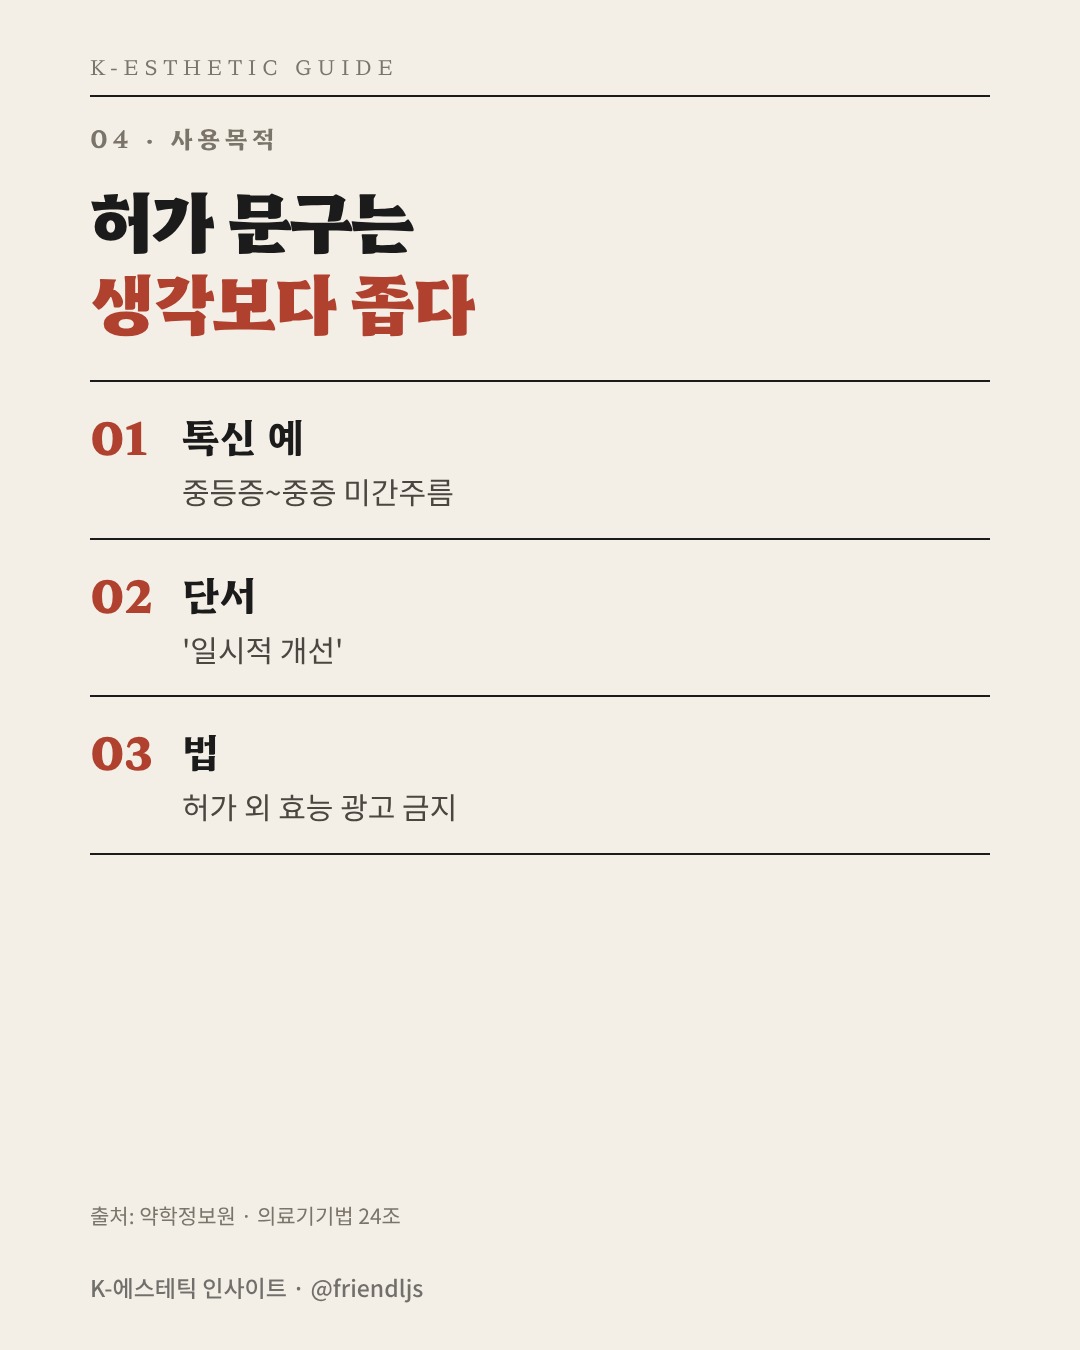 K-ESTHETIC GUIDE
04 · 사용목적
허가 문구는
생각보다 좁다
01 톡신 예
중등증~중증 미간주름
02 단서
'일시적 개선'
03 법
허가 외 효능 광고 금지
출처: 약학정보원 · 의료기기법 24조
K-에스테틱 인사이트 · @friendljs